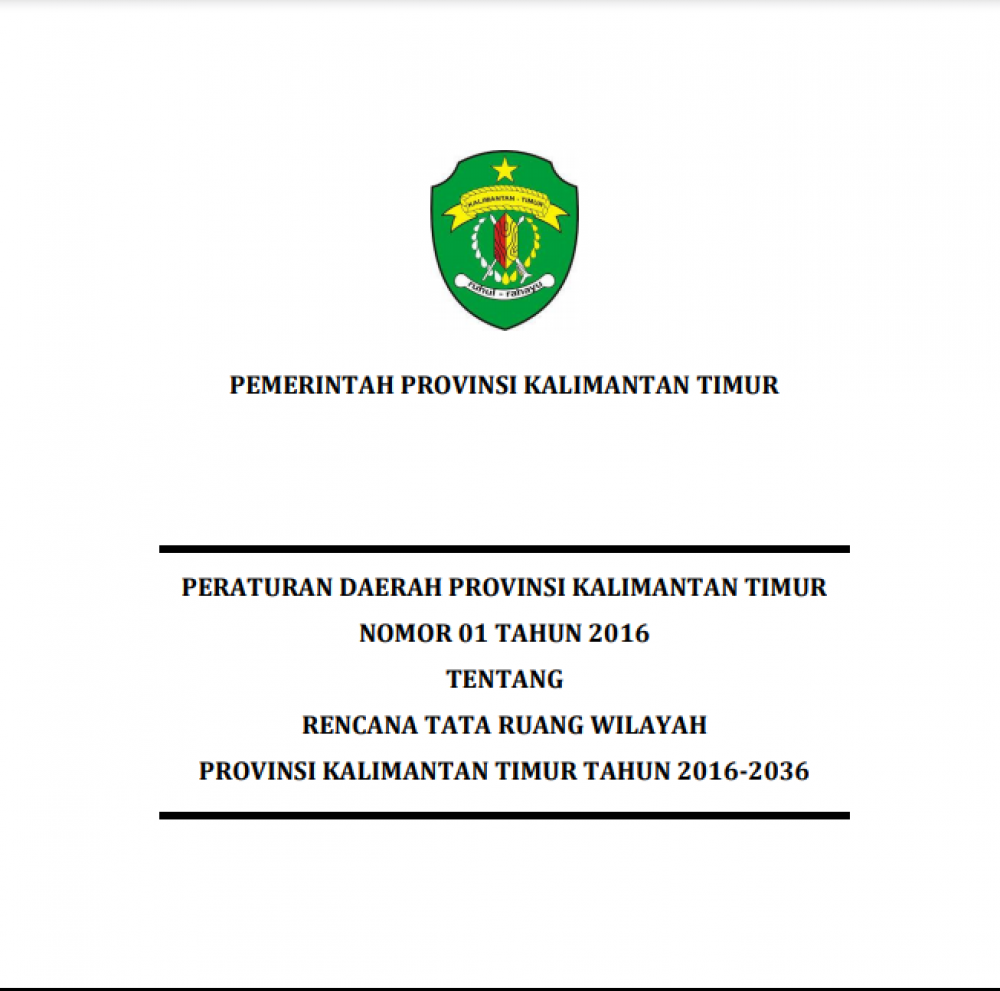 KALIMANTAN - TIMUR
ruhui - rahayu
PEMERINTAH PROVINSI KALIMANTAN TIMUR
PERATURAN DAERAH PROVINSI KALIMANTAN TIMUR
NOMOR 01 TAHUN 2016
TENTANG
RENCANA TATA RUANG WILAYAH
PROVINSI KALIMANTAN TIMUR TAHUN 2016-2036